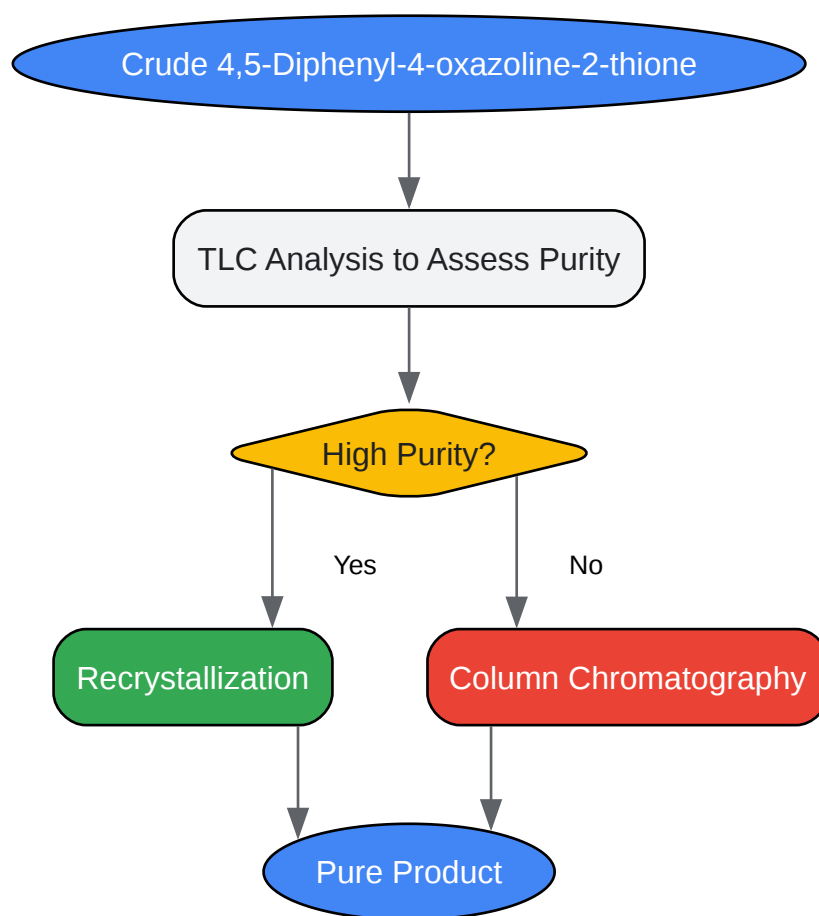 Crude 4,5-Diphenyl-4-oxazoline-2-thione
TLC Analysis to Assess Purity
High Purity?
Yes
No
Recrystallization
Column Chromatography
Pure Product